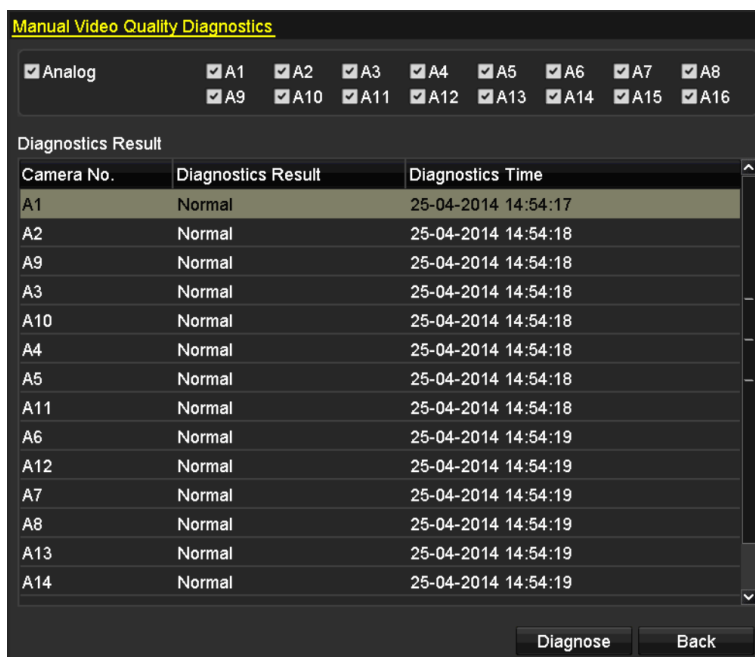 Manual Video Quality Diagnostics
Analog A1 A2 A3 A4 A5 A6 A7 A8
A9 A10 A11 A12 A13 A14 A15 A16
Diagnostics Result
Camera No. Diagnostics Result Diagnostics Time
A1 Normal 25-04-2014 14:54:17
A2 Normal 25-04-2014 14:54:18
A9 Normal 25-04-2014 14:54:18
A3 Normal 25-04-2014 14:54:18
A10 Normal 25-04-2014 14:54:18
A4 Normal 25-04-2014 14:54:18
A5 Normal 25-04-2014 14:54:18
A11 Normal 25-04-2014 14:54:18
A6 Normal 25-04-2014 14:54:19
A12 Normal 25-04-2014 14:54:19
A7 Normal 25-04-2014 14:54:19
A8 Normal 25-04-2014 14:54:19
A13 Normal 25-04-2014 14:54:19
A14 Normal 25-04-2014 14:54:19
Diagnose Back